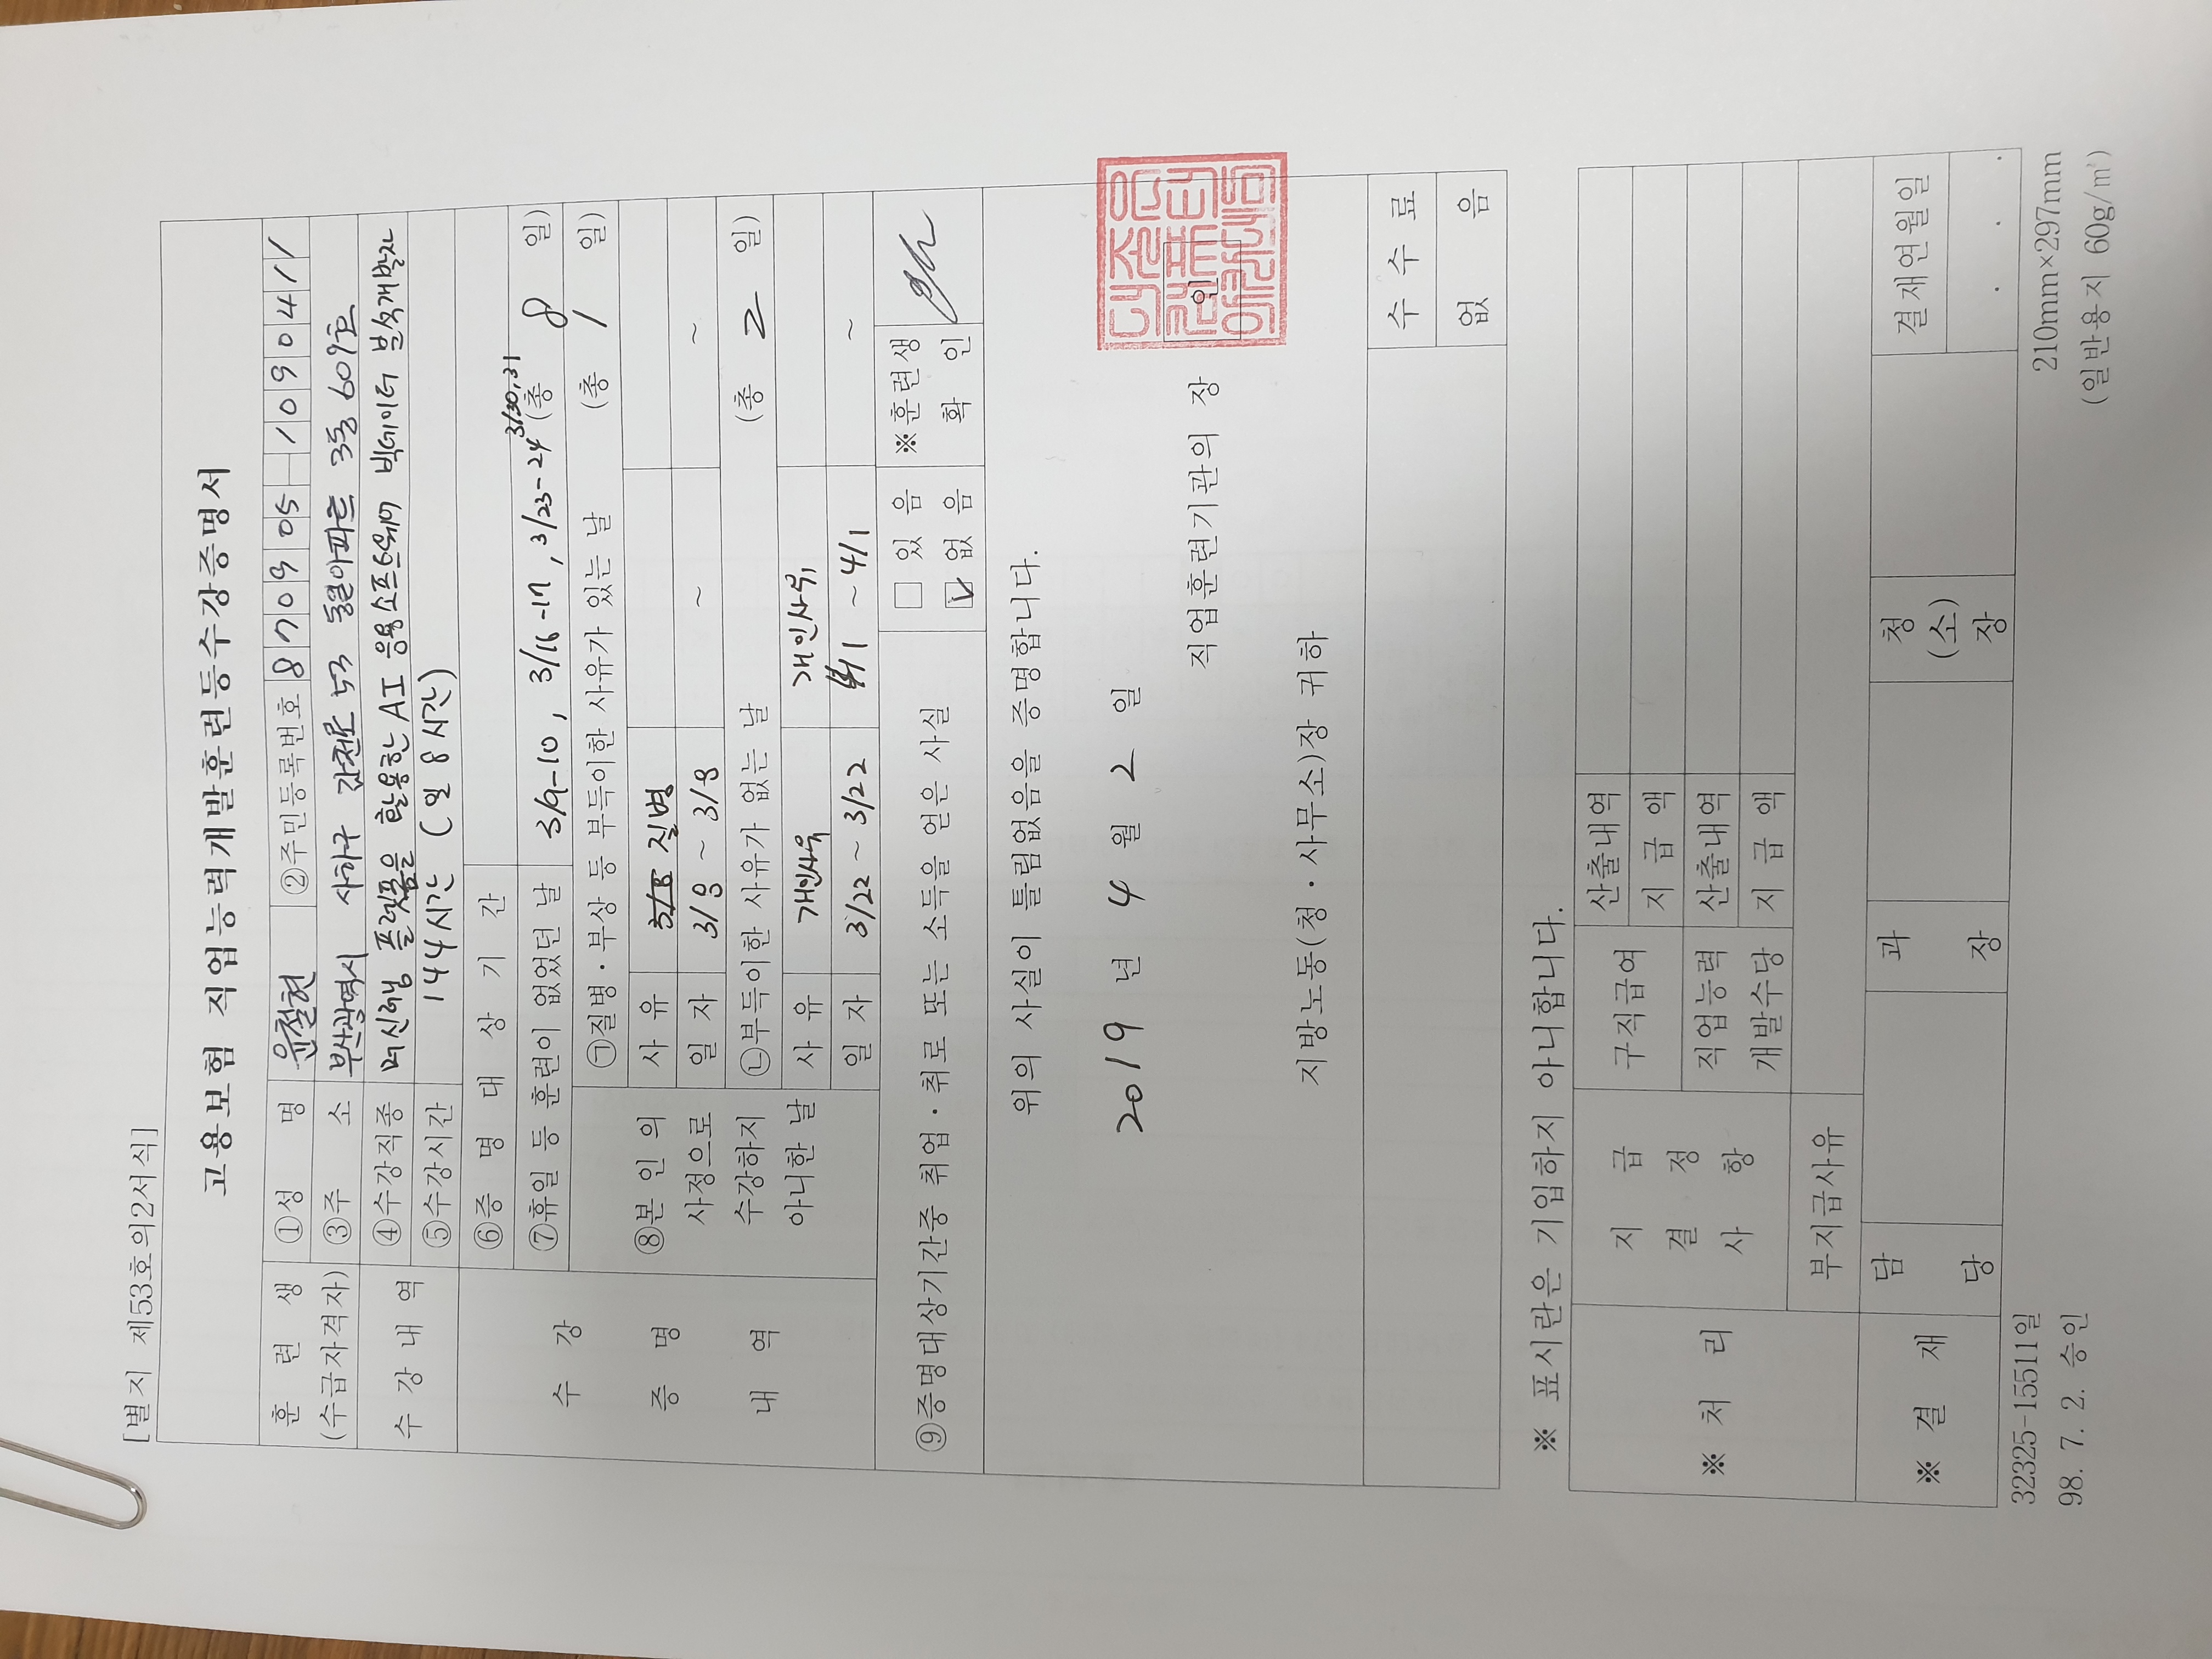 [별지 제53호의2서식]
고용보험 직업능력개발훈련등수강증명서
훈 련 생
(수급자격자)
①성 명 윤철현 ②주민등록번호 870905-1090411
③주 소 부산광역시 사하구 감천로 53 동일아파트 3동 609호
수 강 내 역
④수강직종 머신러닝 플렛폼을 활용한 AI 응용소프트웨어 빅데이터 분석개발자
⑤수강시간 144시간 (일 8시간)
수 강
증 명
내 역
⑥증 명 대 상 기 간
⑦휴일 등 훈련이 없었던 날 3/9-10, 3/16-17, 3/23-24 3/30,31 (총 8 일)
⑧본 인 의
사정으로
수강하지
아니한 날
㉠질병·부상 등 부득이한 사유가 있는 날 (총 1 일)
사 유 3/8 질병
일 자 3/8 ~ 3/8 ~ ~
㉡부득이한 사유가 없는 날 (총 2 일)
사 유 개인사유 개인사유
일 자 3/22 ~ 3/22 4/1 ~ 4/1 ~
⑨증명대상기간중 취업·취로 또는 소득을 얻은 사실
□ 있 음
☑ 없 음
※훈련생
확 인
위의 사실이 틀림없음을 증명합니다.
2019 년 4 월 2 일
직업훈련기관의 장 인
더조은
컴퓨터
아카데미
지방노동(청·사무소)장 귀하
수 수 료
없 음
※ 표시란은 기입하지 아니합니다.
※ 처 리
지 급
결 정
사 항
구직급여
산출내역
지 급 액
직업능력
개발수당
산출내역
지 급 액
부지급사유
※ 결 재
담
당
과
장
청
(소)
장
결재연월일
. . .
32325-15511일
98. 7. 2. 승인
210mm×297mm
(일반용지 60g/㎡)